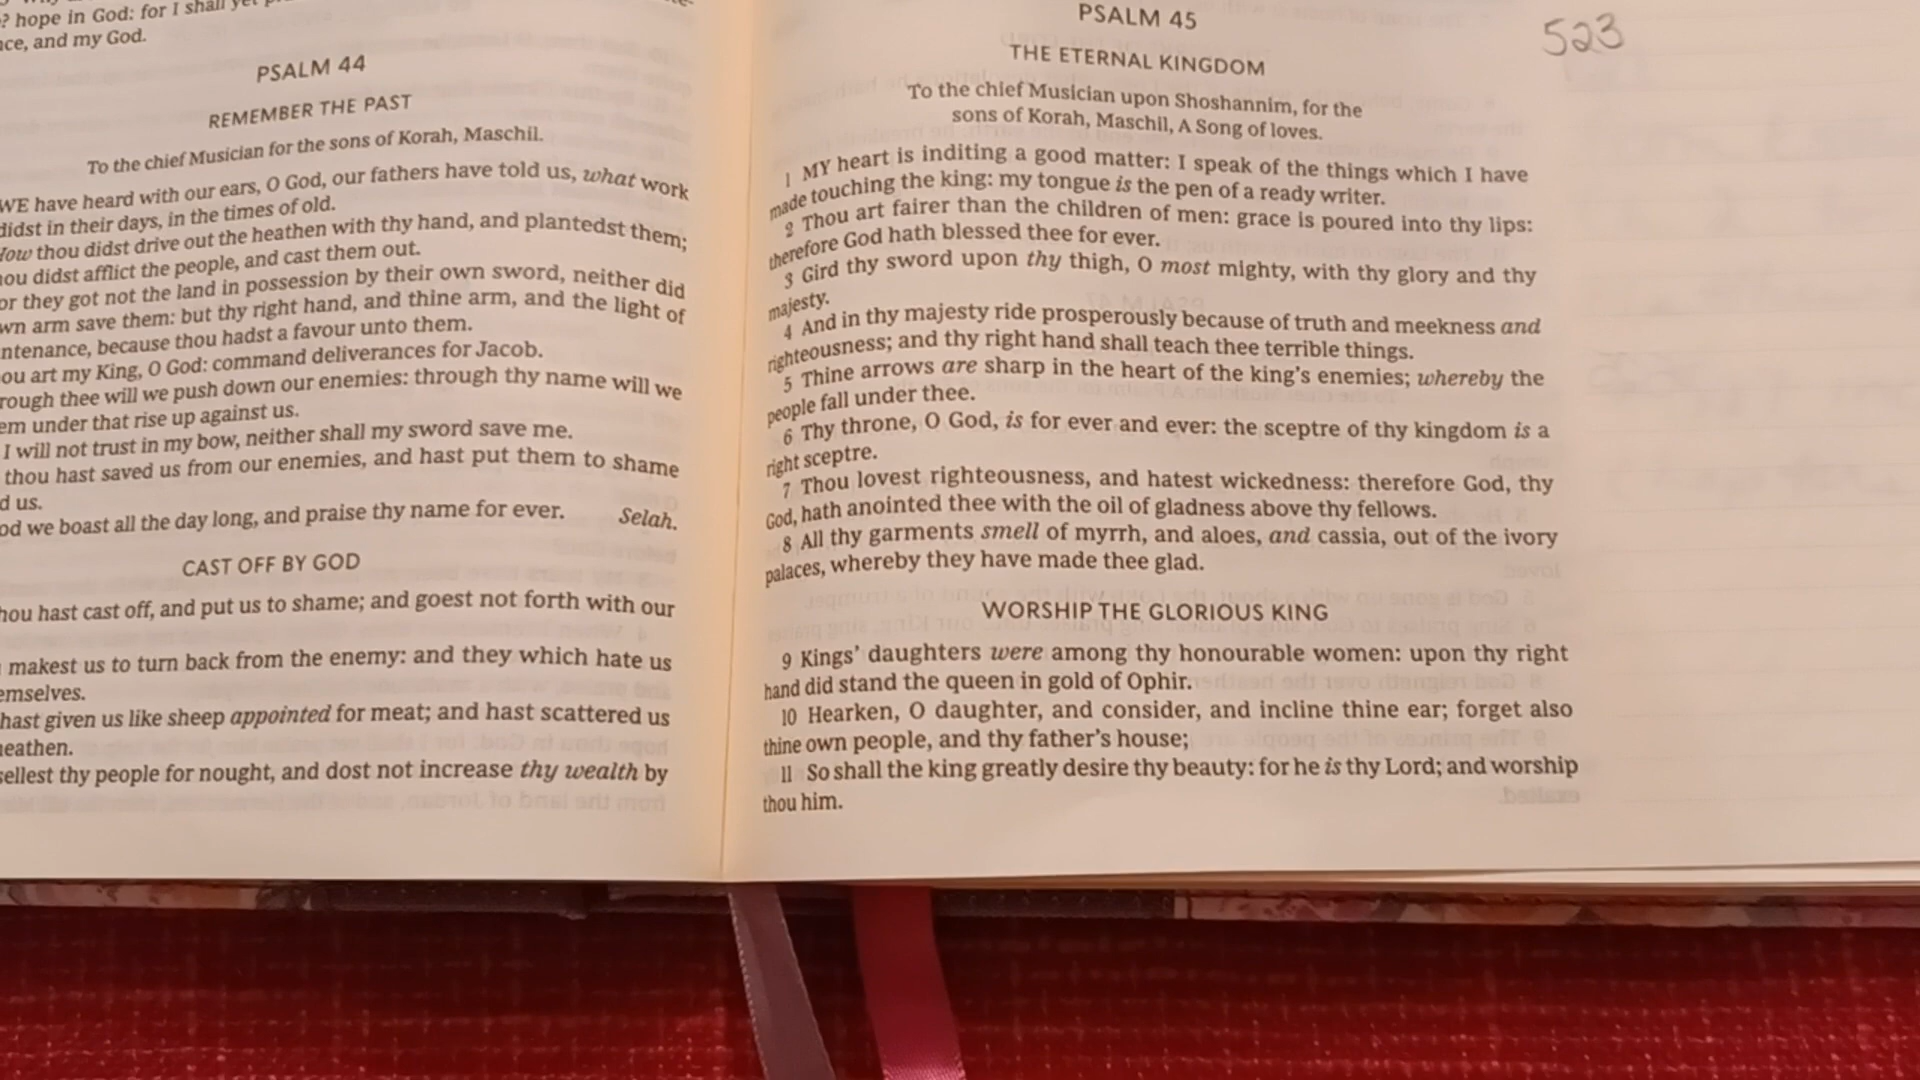 ? hope in God: for I shall yet
nce, and my God.
PSALM 44
REMEMBER THE PAST
To the chief Musician for the sons of Korah, Maschil.
WE have heard with our ears, O God, our fathers have told us, what work
didst in their days, in the times of old.
How thou didst drive out the heathen with thy hand, and plantedst them;
hou didst afflict the people, and cast them out.
or they got not the land in possession by their own sword, neither did
wn arm save them: but thy right hand, and thine arm, and the light of
ntenance, because thou hadst a favour unto them.
ou art my King, O God: command deliverances for Jacob.
rough thee will we push down our enemies: through thy name will we
em under that rise up against us.
I will not trust in my bow, neither shall my sword save me.
thou hast saved us from our enemies, and hast put them to shame
d us.
od we boast all the day long, and praise thy name for ever. Selah.
CAST OFF BY GOD
hou hast cast off, and put us to shame; and goest not forth with our
makest us to turn back from the enemy: and they which hate us
emselves.
hast given us like sheep appointed for meat; and hast scattered us
heathen.
sellest thy people for nought, and dost not increase thy wealth by
PSALM 45
523
THE ETERNAL KINGDOM
To the chief Musician upon Shoshannim, for the
sons of Korah, Maschil, A Song of loves.
1 MY heart is inditing a good matter: I speak of the things which I have
made touching the king: my tongue is the pen of a ready writer.
2 Thou art fairer than the children of men: grace is poured into thy lips:
therefore God hath blessed thee for ever.
3 Gird thy sword upon thy thigh, O most mighty, with thy glory and thy
majesty.
4 And in thy majesty ride prosperously because of truth and meekness and
righteousness; and thy right hand shall teach thee terrible things.
5 Thine arrows are sharp in the heart of the king's enemies; whereby the
people fall under thee.
6 Thy throne, O God, is for ever and ever: the sceptre of thy kingdom is a
right sceptre.
7 Thou lovest righteousness, and hatest wickedness: therefore God, thy
God, hath anointed thee with the oil of gladness above thy fellows.
8 All thy garments smell of myrrh, and aloes, and cassia, out of the ivory
palaces, whereby they have made thee glad.
WORSHIP THE GLORIOUS KING
9 Kings' daughters were among thy honourable women: upon thy right
hand did stand the queen in gold of Ophir.
10 Hearken, O daughter, and consider, and incline thine ear; forget also
thine own people, and thy father's house;
11 So shall the king greatly desire thy beauty: for he is thy Lord; and worship
thou him.